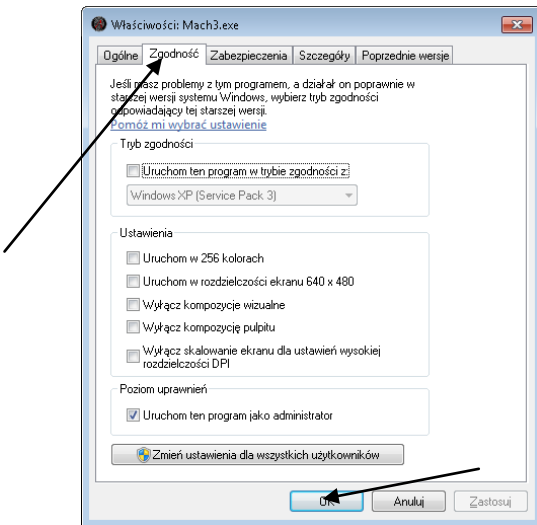 Właściwości: Mach3.exe
Ogólne Zgodność Zabezpieczenia Szczegóły Poprzednie wersje
Jeśli masz problemy z tym programem, a działał on poprawnie w
starszej wersji systemu Windows, wybierz tryb zgodności
odpowiadający tej starszej wersji.
Pomóż mi wybrać ustawienie
Tryb zgodności
Uruchom ten program w trybie zgodności z:
Windows XP (Service Pack 3)
Ustawienia
Uruchom w 256 kolorach
Uruchom w rozdzielczości ekranu 640 x 480
Wyłącz kompozycje wizualne
Wyłącz kompozycję pulpitu
Wyłącz skalowanie ekranu dla ustawień wysokiej
rozdzielczości DPI
Poziom uprawnień
Uruchom ten program jako administrator
Zmień ustawienia dla wszystkich użytkowników
OK Anuluj Zastosuj